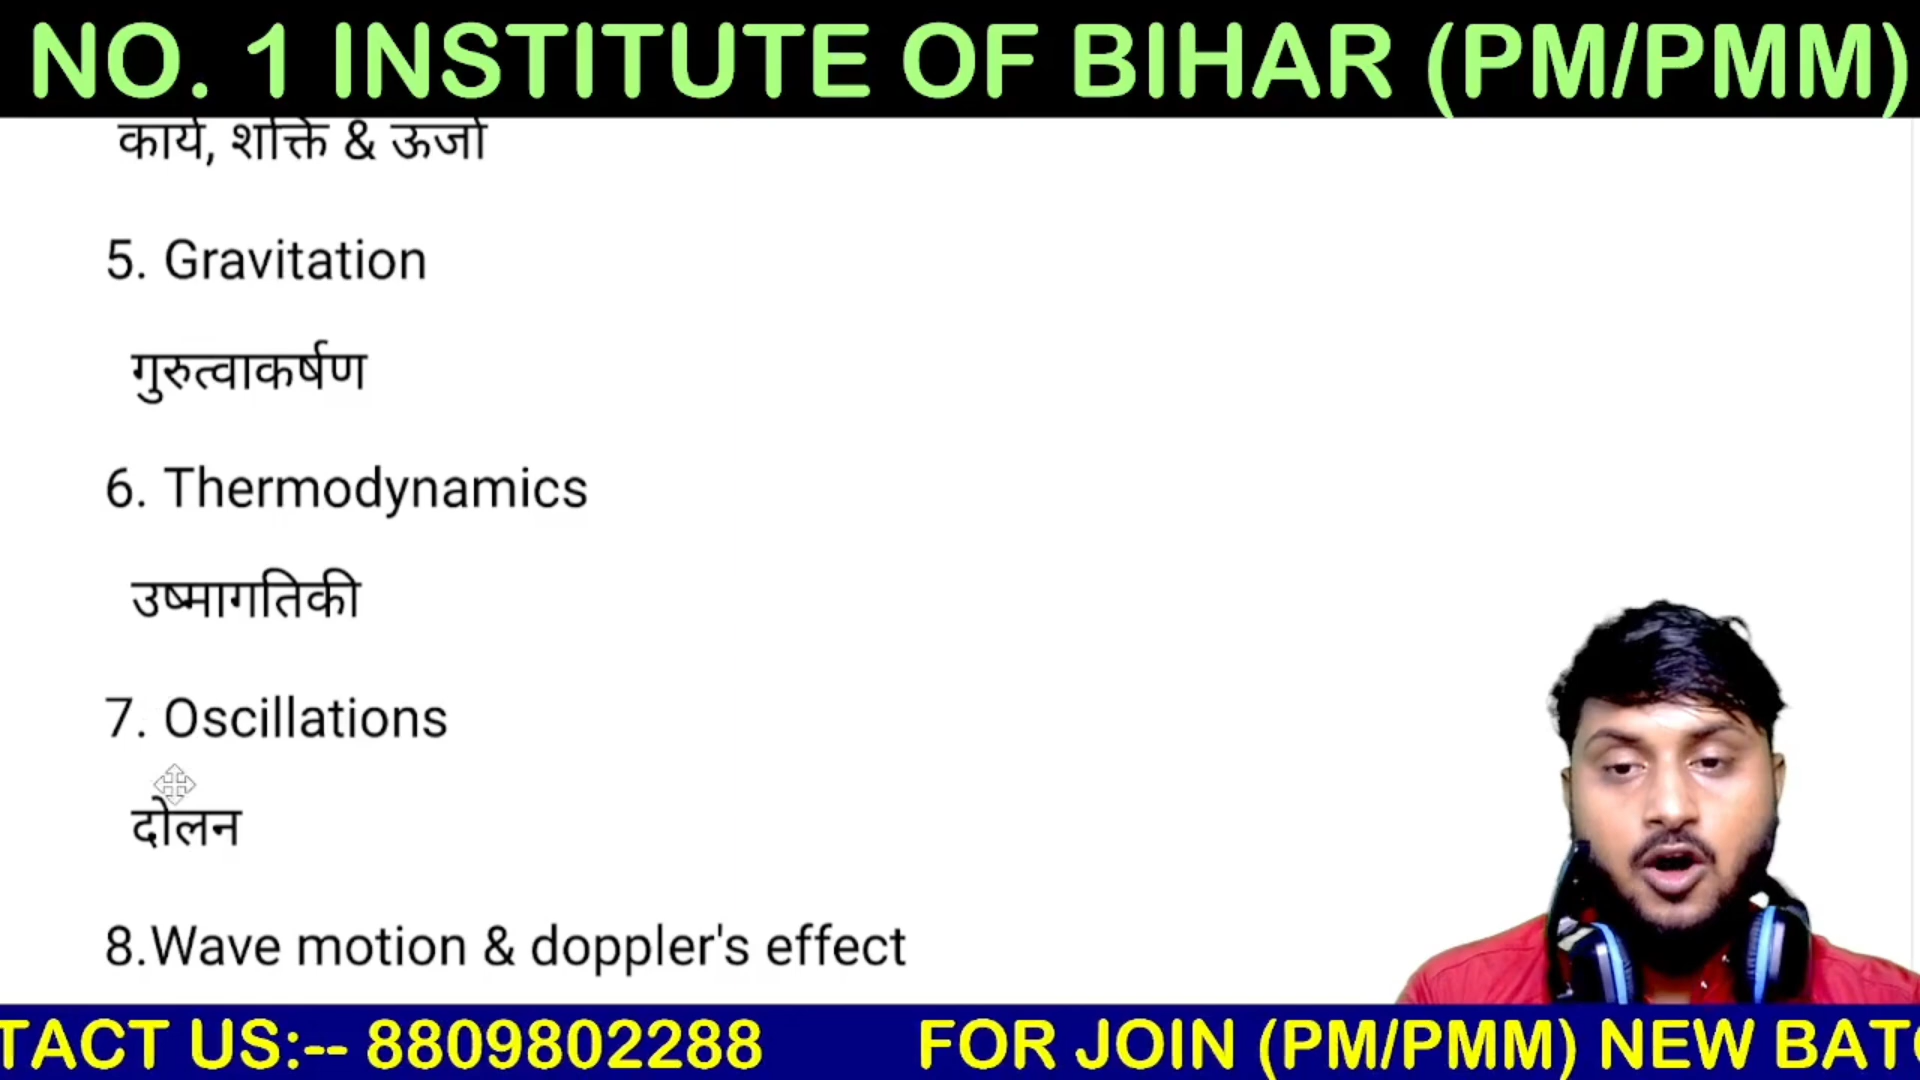 NO. 1 INSTITUTE OF BIHAR (PM/PMM)
कार्य, शक्ति & ऊर्जा
5. Gravitation
गुरुत्वाकर्षण
6. Thermodynamics
उष्मागतिकी
7. Oscillations
दोलन
8.Wave motion & doppler's effect
TACT US:-- 8809802288 FOR JOIN (PM/PMM) NEW BATC